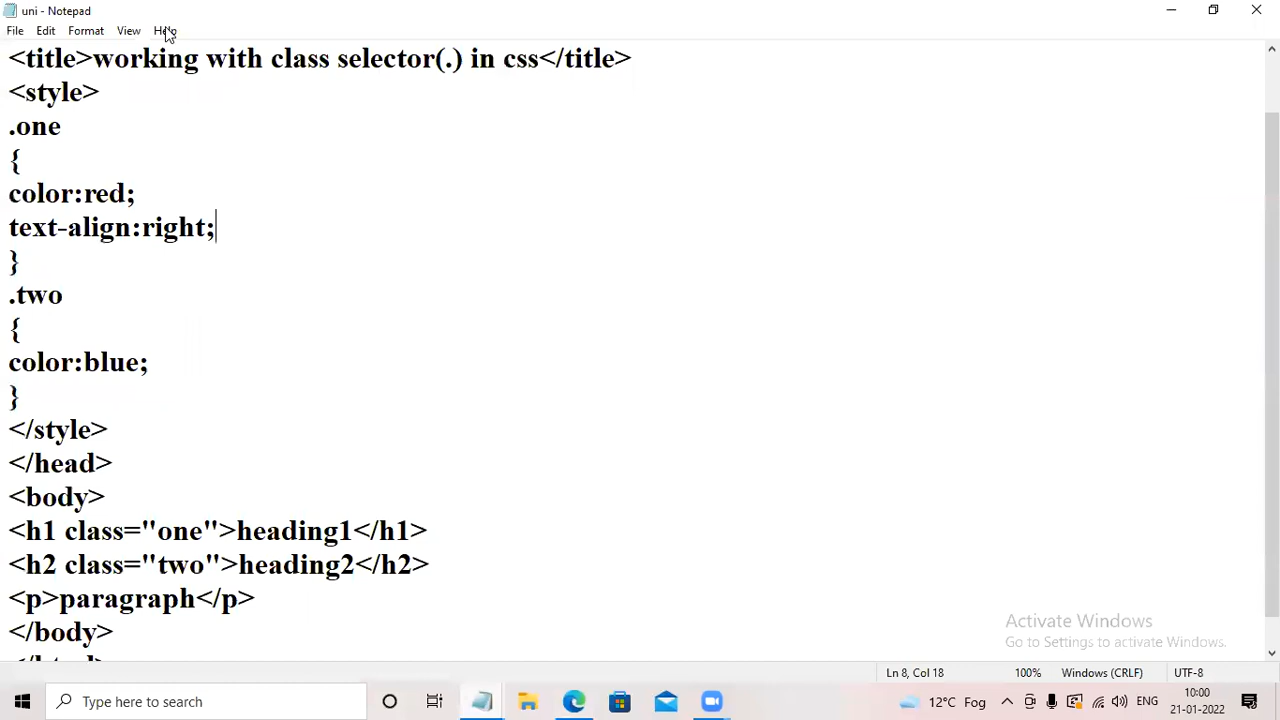 uni - Notepad
File Edit Format View Help
<title>working with class selector(.) in css</title>
<style>
.one
{
color:red;
text-align:right;
}
.two
{
color:blue;
}
</style>
</head>
<body>
<h1 class="one">heading1</h1>
<h2 class="two">heading2</h2>
<p>paragraph</p>
</body>
Activate Windows
Go to Settings to activate Windows.
Ln 8, Col 18 100% Windows (CRLF) UTF-8
Type here to search
12°C Fog
ENG
10:00
21-01-2022